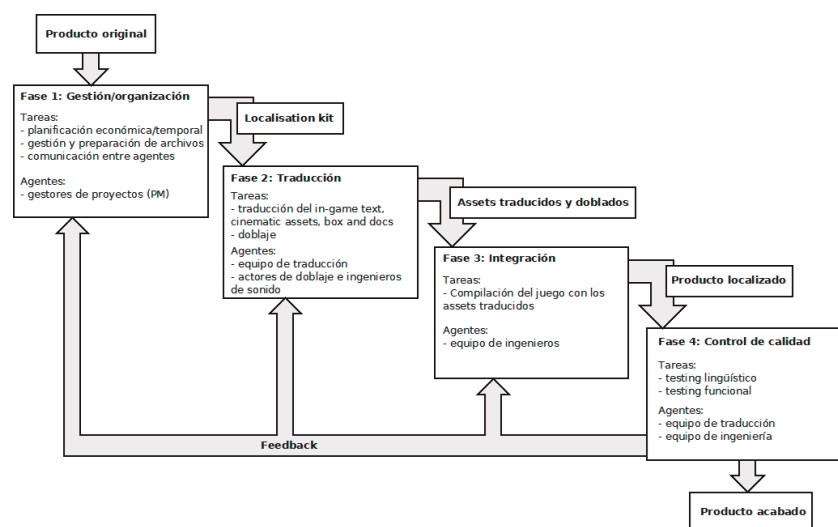 Producto original
Fase 1: Gestión/organización
Tareas:
- planificación económica/temporal
- gestión y preparación de archivos
- comunicación entre agentes
Agentes:
- gestores de proyectos (PM)
Localisation kit
Fase 2: Traducción
Tareas:
- traducción del in-game text,
cinematic assets, box and docs
- doblaje
Agentes:
- equipo de traducción
- actores de doblaje e ingenieros
de sonido
Assets traducidos y doblados
Fase 3: Integración
Tareas:
- Compilación del juego con los
assets traducidos
Agentes:
- equipo de ingenieros
Producto localizado
Fase 4: Control de calidad
Tareas:
- testing lingüístico
- testing funcional
Agentes:
- equipo de traducción
- equipo de ingeniería
Feedback
Producto acabado